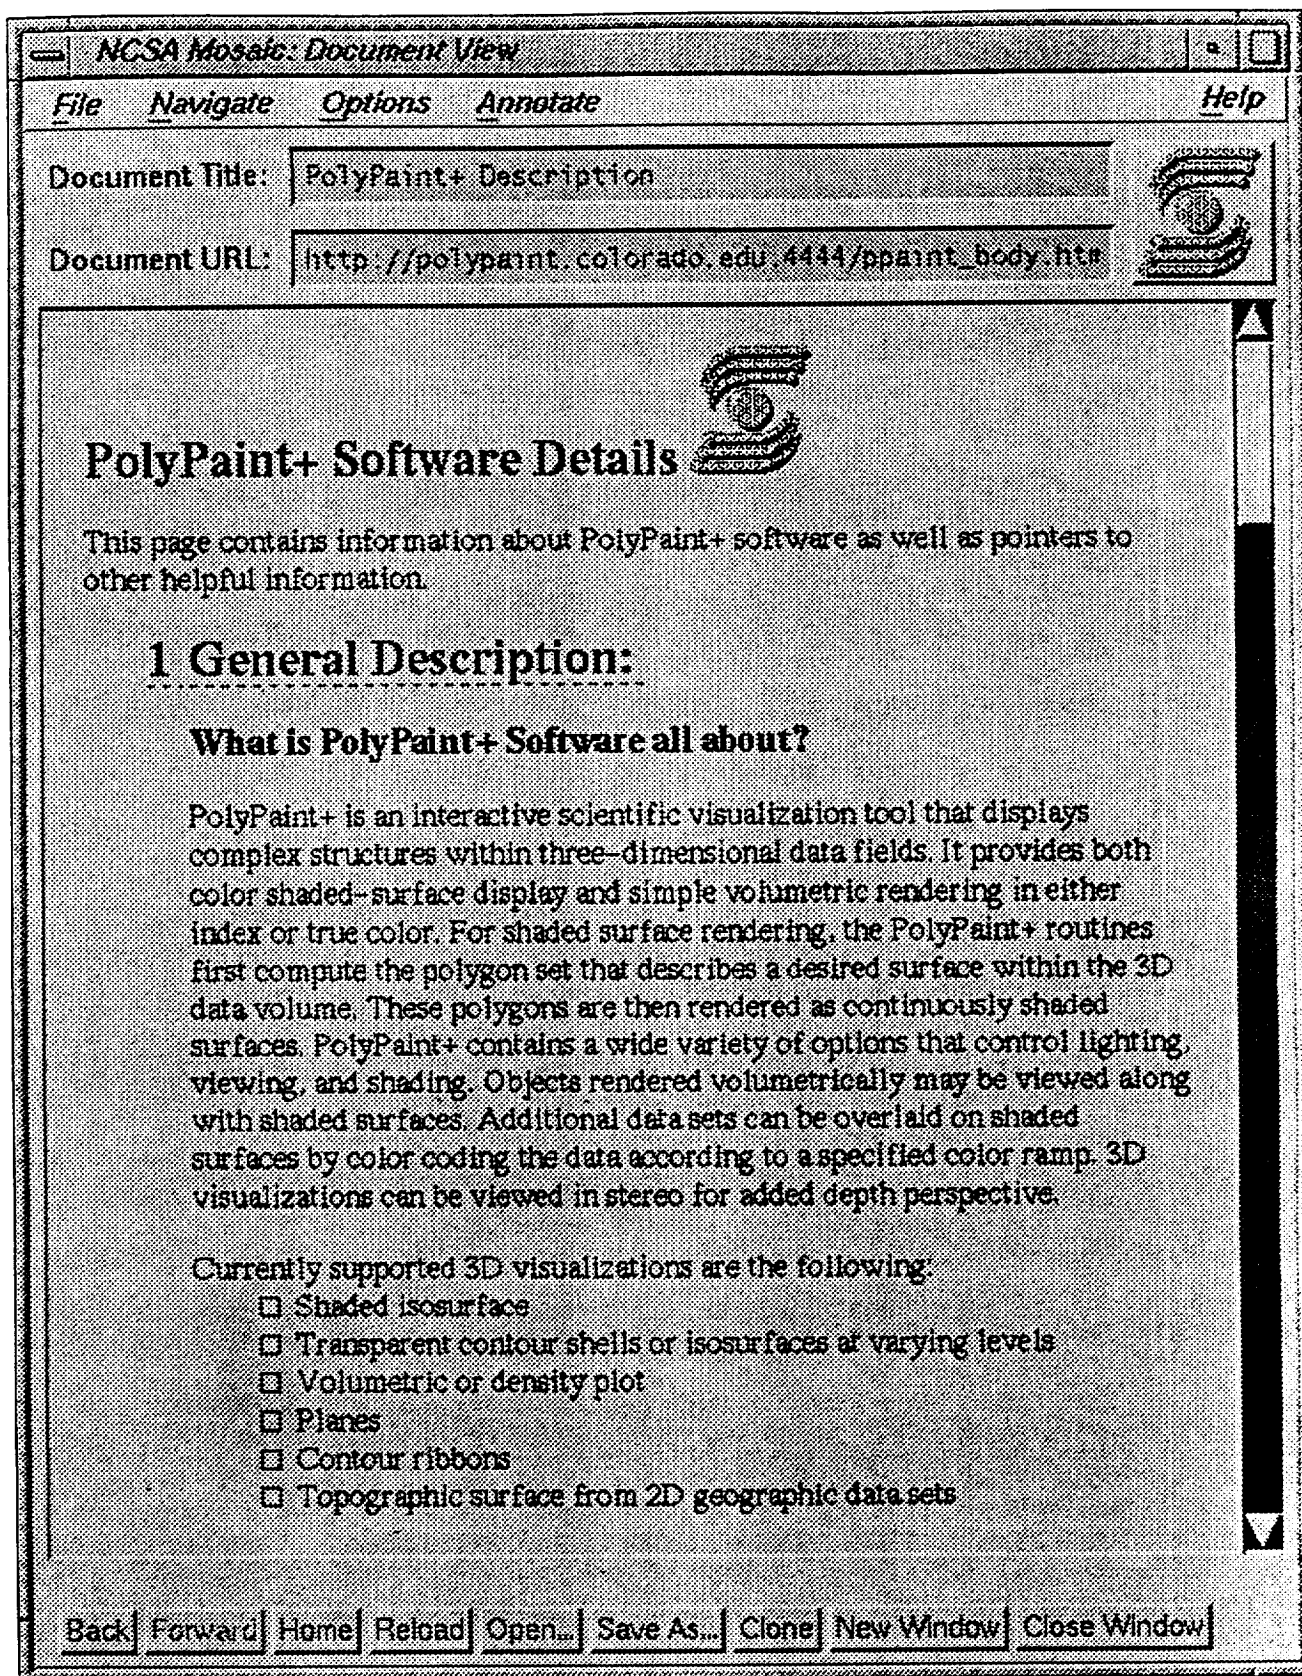 NCSA Mosaic: Document View
File Navigate Options Annotate Help
Document Title: PolyPaint+ Description
Document URL: http://polypaint.colorado.edu:4444/ppaint_body.htm
PolyPaint+ Software Details
This page contains information about PolyPaint+ software as well as pointers to
other helpful information.
1 General Description:
What is PolyPaint+ Software all about?
PolyPaint+ is an interactive scientific visualization tool that displays
complex structures within three-dimensional data fields. It provides both
color shaded-surface display and simple volumetric rendering in either
index or true color. For shaded surface rendering, the PolyPaint+ routines
first compute the polygon set that describes a desired surface within the 3D
data volume. These polygons are then rendered as continuously shaded
surfaces. PolyPaint+ contains a wide variety of options that control lighting,
viewing, and shading. Objects rendered volumetrically may be viewed along
with shaded surfaces. Additional data sets can be overlaid on shaded
surfaces by color coding the data according to a specified color ramp. 3D
visualizations can be viewed in stereo for added depth perspective.
Currently supported 3D visualizations are the following:
Shaded isosurface
Transparent contour shells or isosurfaces at varying levels
Volumetric or density plot
Planes
Contour ribbons
Topographic surface from 2D geographic data sets
Back Forward Home Reload Open... Save As... Clone New Window Close Window